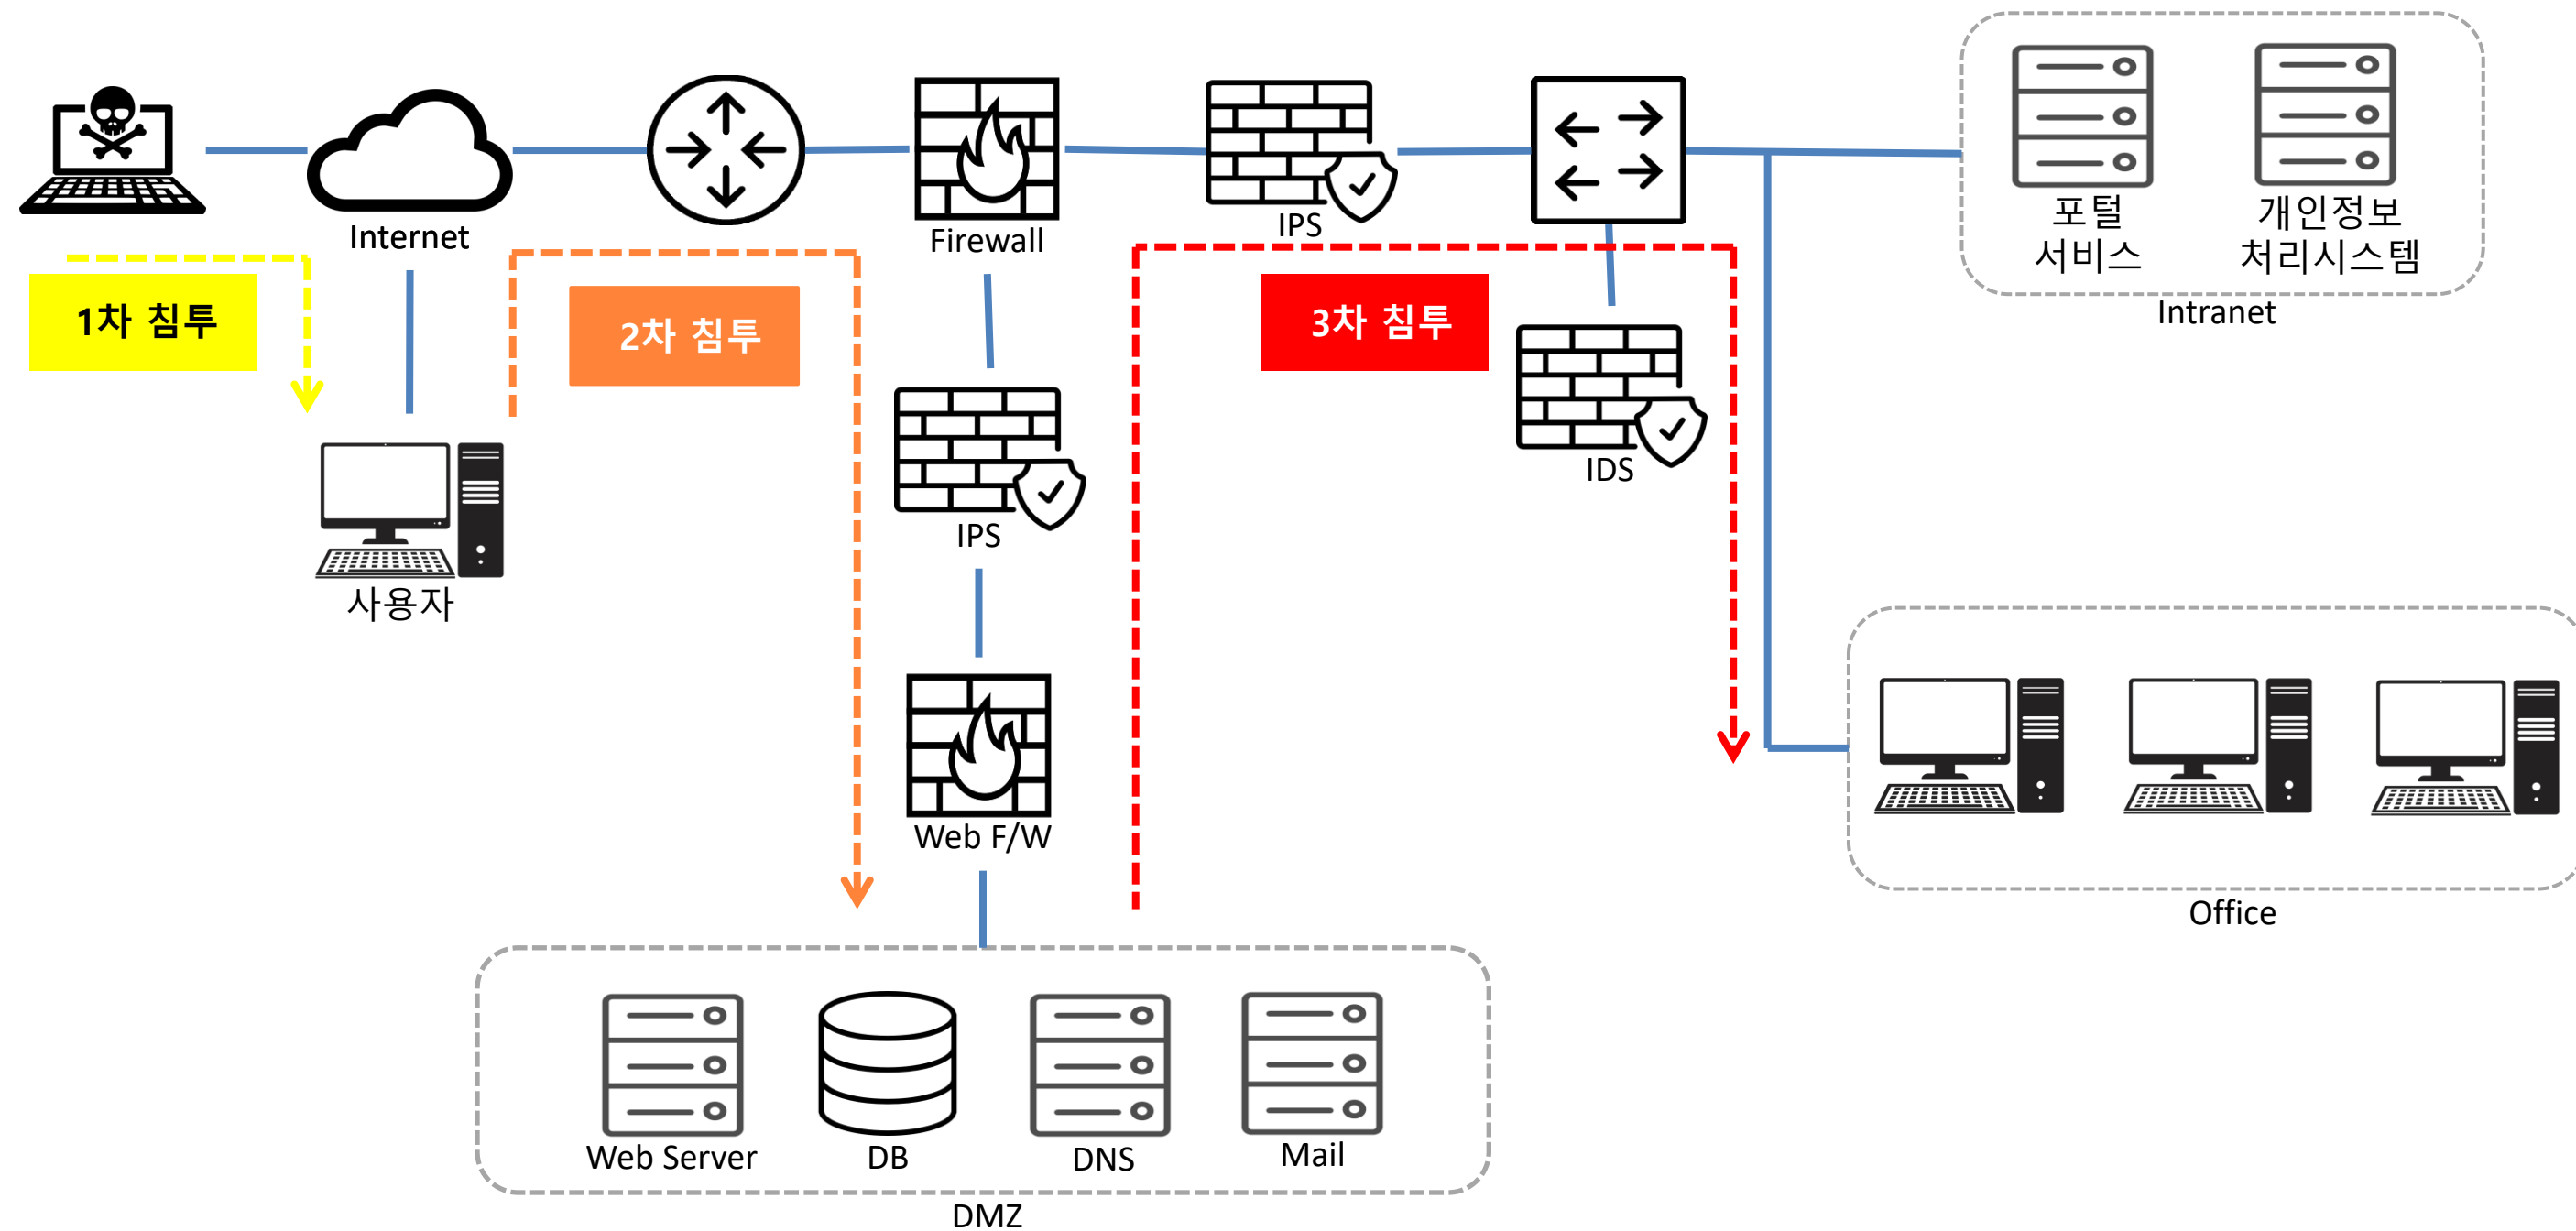 포털
서비스
개인정보
처리시스템
Intranet
Internet
Firewall
IPS
1차 침투
2차 침투
3차 침투
IDS
IPS
사용자
Web F/W
Office
Web Server
DB
DNS
Mail
DMZ